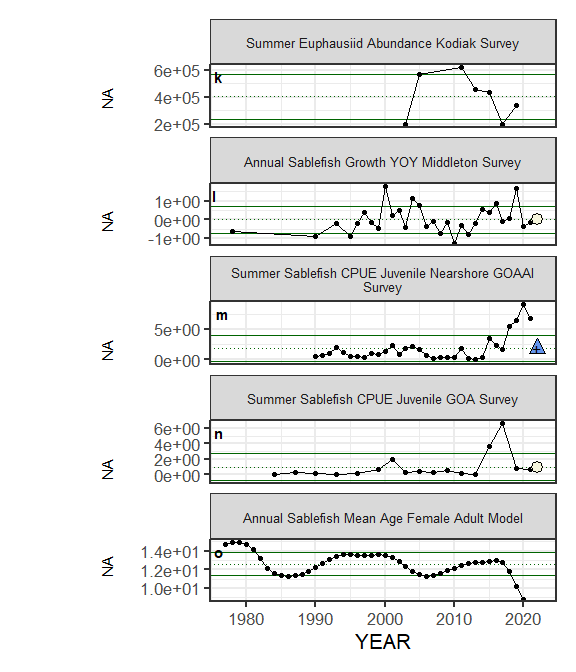 Summer Euphausiid Abundance Kodiak Survey
6e+05
k
NA
4e+05
2e+05
Annual Sablefish Growth YOY Middleton Survey
l
1e+00
NA
0e+00
-1e+00
Summer Sablefish CPUE Juvenile Nearshore GOAAI
Survey
m
5e+00
NA
0e+00
Summer Sablefish CPUE Juvenile GOA Survey
6e+00
n
4e+00
2e+00
NA
0e+00
Annual Sablefish Mean Age Female Adult Model
1.4e+01
o
NA
1.2e+01
1.0e+01
1980 1990 2000 2010 2020
YEAR